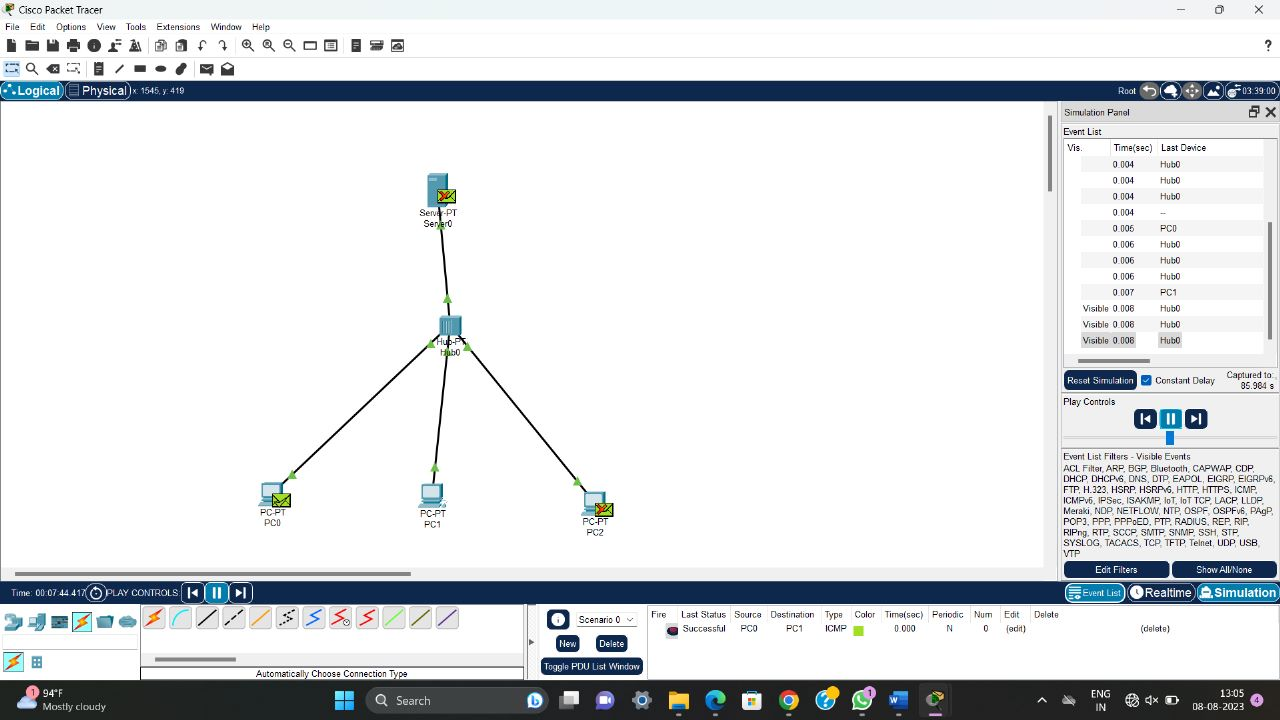 Cisco Packet Tracer
File Edit Options View Tools Extensions Window Help
?
Logical Physical x: 1545, y: 419 Root 03:39:00
Server-PT
Server0
Hub-PT
Hub0
PC-PT
PC0
PC-PT
PC1
PC-PT
PC2
Simulation Panel
Event List
Vis. Time(sec) Last Device
0.004 Hub0
0.004 Hub0
0.004 Hub0
0.004 --
0.005 PC0
0.006 Hub0
0.006 Hub0
0.006 Hub0
0.007 PC1
Visible 0.008 Hub0
Visible 0.008 Hub0
Visible 0.008 Hub0
Reset Simulation Constant Delay Captured to:
85.984 s
Play Controls
Event List Filters - Visible Events
ACL Filter, ARP, BGP, Bluetooth, CAPWAP, CDP,
DHCP, DHCPv6, DNS, DTP, EAPOL, EIGRP, EIGRPv6,
FTP, H.323, HSRP, HSRPv6, HTTP, HTTPS, ICMP,
ICMPv6, IPSec, ISAKMP, IoT, IoT TCP, LACP, LLDP,
Meraki, NDP, NETFLOW, NTP, OSPF, OSPFv6, PAgP,
POP3, PPP, PPPoED, PTP, RADIUS, REP, RIP,
RIPng, RTP, SCCP, SMTP, SNMP, SSH, STP,
SYSLOG, TACACS, TCP, TFTP, Telnet, UDP, USB,
VTP
Edit Filters Show All/None
Time: 00:07:44.417 PLAY CONTROLS: Event List Realtime Simulation
Automatically Choose Connection Type
Scenario 0
New Delete
Toggle PDU List Window
Fire Last Status Source Destination Type Color Time(sec) Periodic Num Edit Delete
Successful PC0 PC1 ICMP 0.000 N 0 (edit) (delete)
94°F
Mostly cloudy
1
Search
1
ENG
IN
13:05
08-08-2023
4